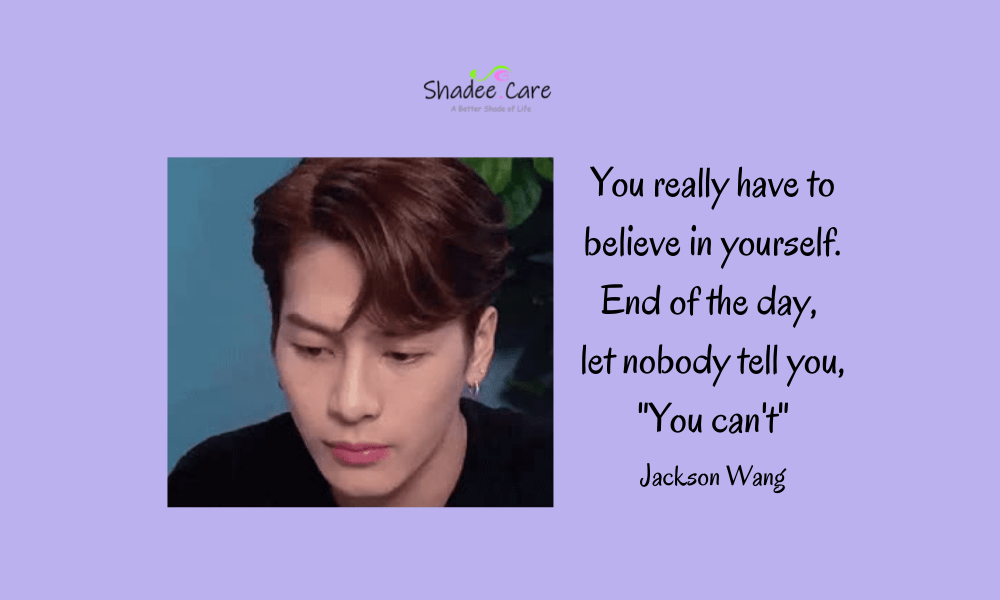 Shadee.Care
A Better Shade of Life
You really have to
believe in yourself.
End of the day,
let nobody tell you,
"You can't"
Jackson Wang